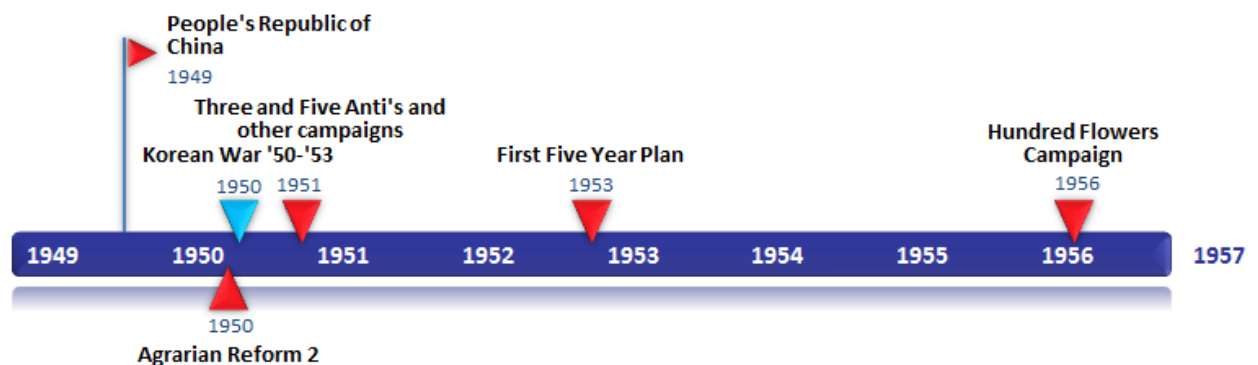 People's Republic of
China
1949
Three and Five Anti's and
other campaigns
Korean War '50-'53
First Five Year Plan
Hundred Flowers
Campaign
1950 1951
1953
1956
1949 1950 1951 1952 1953 1954 1955 1956 1957
1950
Agrarian Reform 2